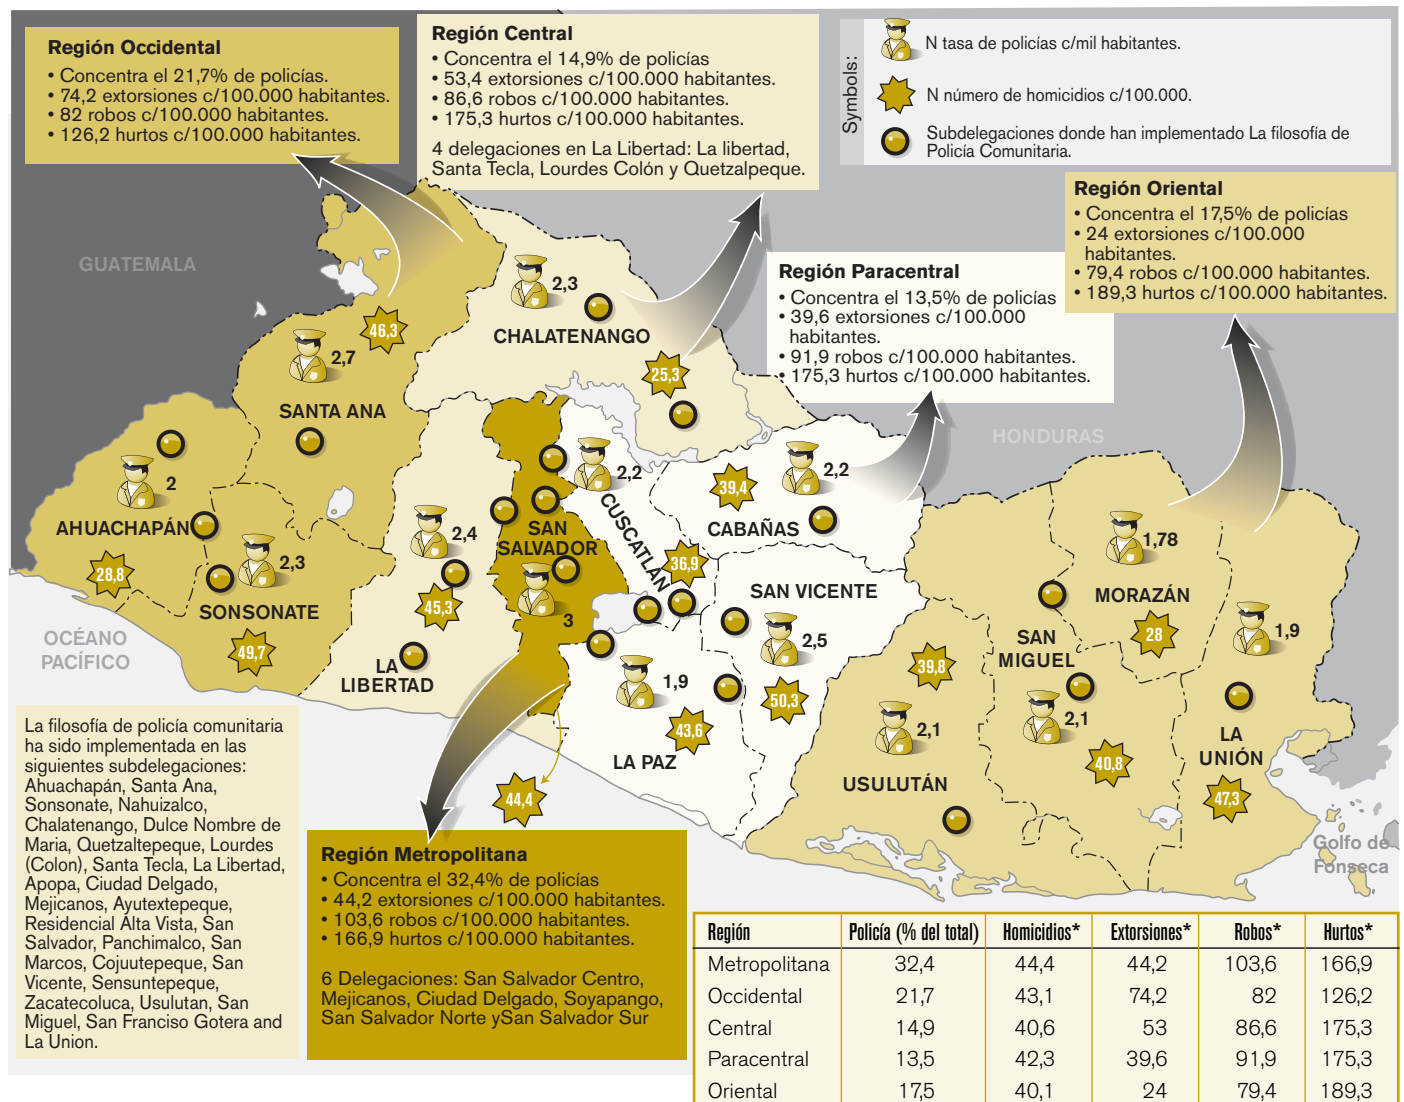 Región Occidental
• Concentra el 21,7% de policías.
• 74,2 extorsiones c/100.000 habitantes.
• 82 robos c/100.000 habitantes.
• 126,2 hurtos c/100.000 habitantes.
Región Central
• Concentra el 14,9% de policías
• 53,4 extorsiones c/100.000 habitantes.
• 86,6 robos c/100.000 habitantes.
• 175,3 hurtos c/100.000 habitantes.
4 delegaciones en La Libertad: La libertad,
Santa Tecla, Lourdes Colón y Quetzalpeque.
Symbols:
N tasa de policías c/mil habitantes.
N número de homicidios c/100.000.
Subdelegaciones donde han implementado La filosofía de
Policía Comunitaria.
Región Oriental
• Concentra el 17,5% de policías
• 24 extorsiones c/100.000
habitantes.
• 79,4 robos c/100.000 habitantes.
• 189,3 hurtos c/100.000 habitantes.
Región Paracentral
• Concentra el 13,5% de policías
• 39,6 extorsiones c/100.000
habitantes.
• 91,9 robos c/100.000 habitantes.
• 175,3 hurtos c/100.000 habitantes.
GUATEMALA
HONDURAS
2,3
CHALATENANGO
25,3
46,3
2,7
SANTA ANA
2
AHUACHAPÁN
28,8
2,3
SONSONATE
49,7
2,4
45,3
LA
LIBERTAD
SAN
SALVADOR
3
44,4
2,2
CUSCATLÁN
36,9
39,4
2,2
CABAÑAS
SAN VICENTE
2,5
50,3
1,9
43,6
LA PAZ
39,8
2,1
USULUTÁN
SAN
MIGUEL
2,1
40,8
1,78
MORAZÁN
28
1,9
LA
UNIÓN
47,3
OCÉANO
PACÍFICO
Golfo de
Fonseca
La filosofía de policía comunitaria
ha sido implementada en las
siguientes subdelegaciones:
Ahuachapán, Santa Ana,
Sonsonate, Nahuizalco,
Chalatenango, Dulce Nombre de
Maria, Quetzaltepeque, Lourdes
(Colon), Santa Tecla, La Libertad,
Apopa, Ciudad Delgado,
Mejicanos, Ayutextepeque,
Residencial Alta Vista, San
Salvador, Panchimalco, San
Marcos, Cojuutepeque, San
Vicente, Sensuntepeque,
Zacatecoluca, Usulutan, San
Miguel, San Franciso Gotera and
La Union.
Región Metropolitana
• Concentra el 32,4% de policías
• 44,2 extorsiones c/100.000 habitantes.
• 103,6 robos c/100.000 habitantes.
• 166,9 hurtos c/100.000 habitantes.
6 Delegaciones: San Salvador Centro,
Mejicanos, Ciudad Delgado, Soyapango,
San Salvador Norte ySan Salvador Sur
Región Policía (% del total) Homicidios* Extorsiones* Robos* Hurtos*
Metropolitana 32,4 44,4 44,2 103,6 166,9
Occidental 21,7 43,1 74,2 82 126,2
Central 14,9 40,6 53 86,6 175,3
Paracentral 13,5 42,3 39,6 91,9 175,3
Oriental 17,5 40,1 24 79,4 189,3